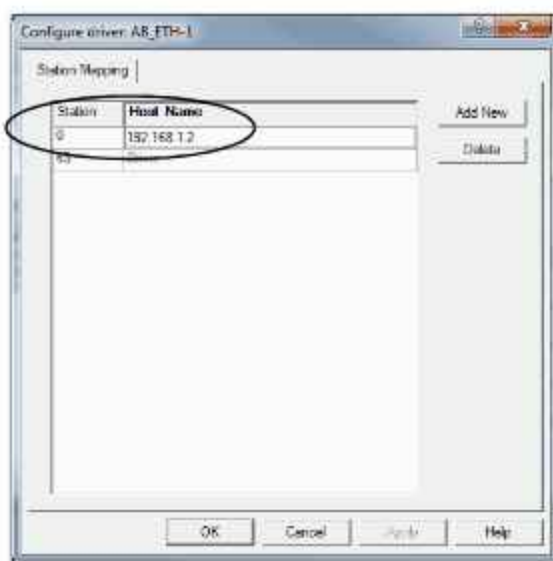 Configure driver: AB_ETH-1
Station Mapping
Station Host Name
0 192.168.1.2
63
Add New
Delete
OK Cancel Apply Help